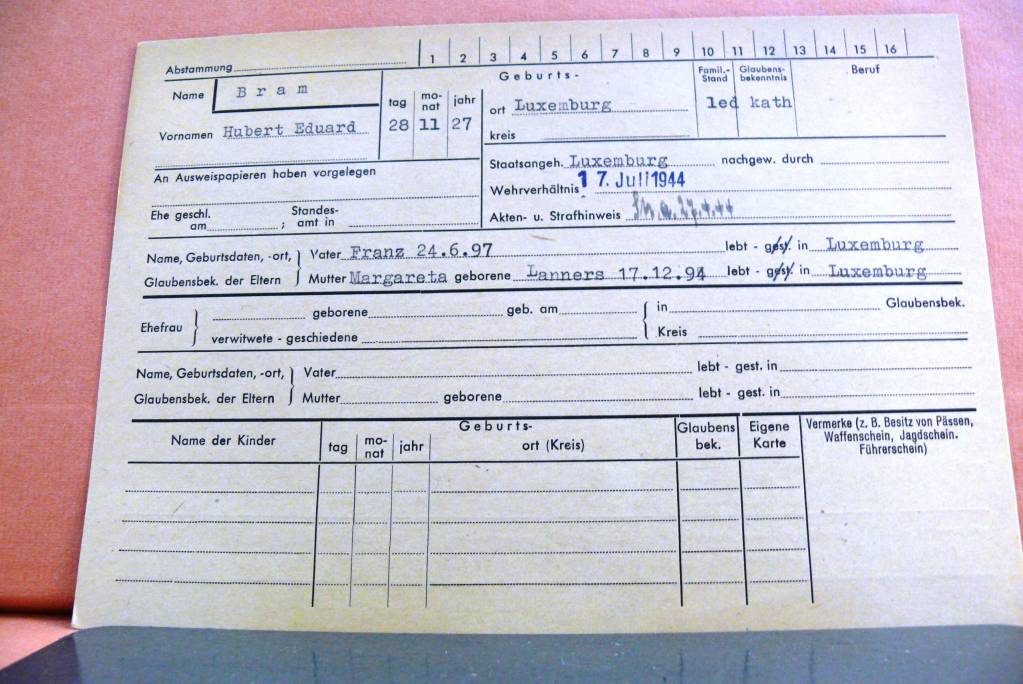 Abstammung 1 2 3 4 5 6 7 8 9 10 11 12 13 14 15 16
Name Bram
Vornamen Hubert Eduard
Geburts-
tag monat jahr ort Luxemburg
28 11 27 kreis
Famil.-Stand Glaubensbekenntnis Beruf
led kath
An Ausweispapieren haben vorgelegen
Staatsangeh. Luxemburg nachgew. durch
Wehrverhältnis 17. Juli 1944
Ehe geschl. am ; Standesamt in
Akten- u. Strafhinweis
Name, Geburtsdaten, -ort, Vater Franz 24.6.97 lebt - gest. in Luxemburg
Glaubensbek. der Eltern Mutter Margareta geborene Lanners 17.12.94 lebt - gest. in Luxemburg
Ehefrau geborene geb. am in Glaubensbek.
verwitwete - geschiedene Kreis
Name, Geburtsdaten, -ort, Vater lebt - gest. in
Glaubensbek. der Eltern Mutter geborene lebt - gest. in
Name der Kinder
Geburts-
tag monat jahr ort (Kreis)
Glaubens bek.
Eigene Karte
Vermerke (z. B. Besitz von Pässen,
Waffenschein, Jagdschein.
Führerschein)